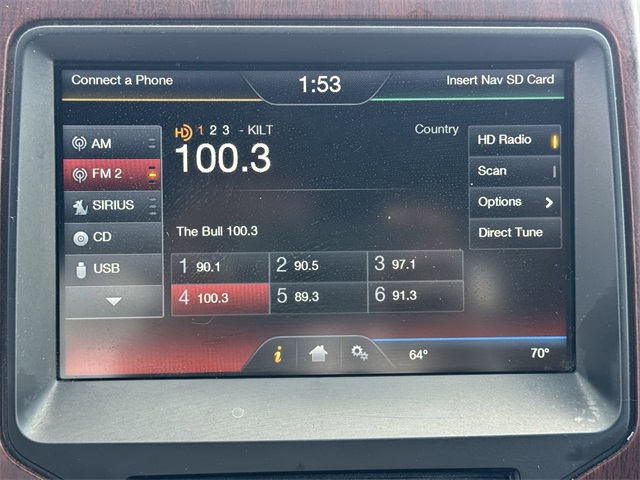 Connect a Phone
1:53
Insert Nav SD Card
AM
FM 2
SIRIUS
CD
USB
HD 1 2 3 - KILT
Country
100.3
The Bull 100.3
1 90.1
2 90.5
3 97.1
4 100.3
5 89.3
6 91.3
HD Radio
Scan
Options
Direct Tune
i
64°
70°